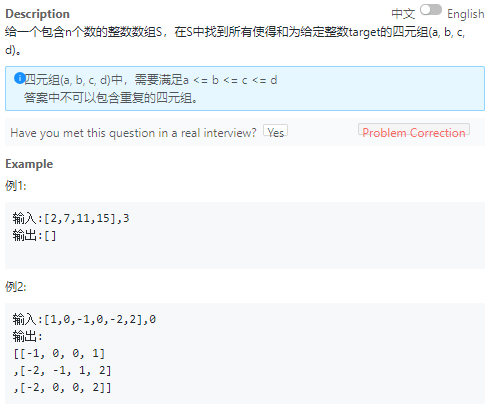 Description 中文 English
给一个包含n个数的整数数组S，在S中找到所有使得和为给定整数target的四元组(a, b, c,
d)。
四元组(a, b, c, d)中，需要满足a <= b <= c <= d
答案中不可以包含重复的四元组。
Have you met this question in a real interview? Yes Problem Correction
Example
例1:
输入:[2,7,11,15],3
输出:[]
例2:
输入:[1,0,-1,0,-2,2],0
输出:
[[-1, 0, 0, 1]
,[-2, -1, 1, 2]
,[-2, 0, 0, 2]]